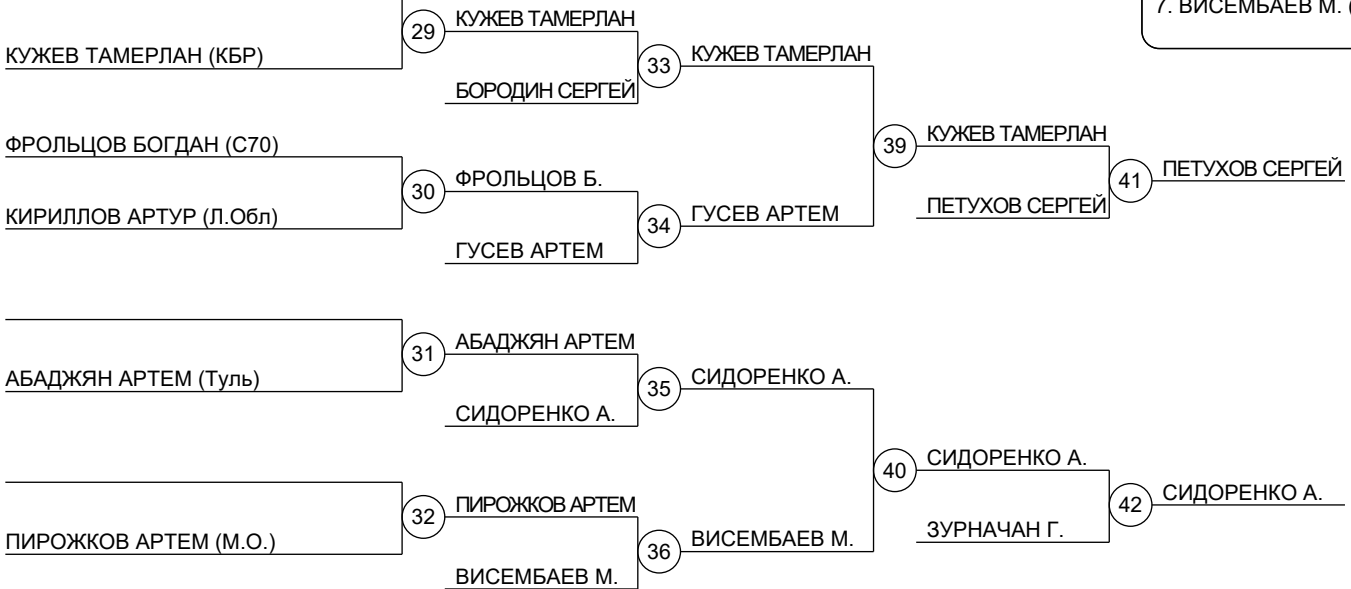 7. ВИСЕМБАЕВ М. (
29 КУЖЕВ ТАМЕРЛАН
КУЖЕВ ТАМЕРЛАН (КБР)
33 КУЖЕВ ТАМЕРЛАН
БОРОДИН СЕРГЕЙ
ФРОЛЬЦОВ БОГДАН (С70)
39 КУЖЕВ ТАМЕРЛАН
30 ФРОЛЬЦОВ Б.
41 ПЕТУХОВ СЕРГЕЙ
КИРИЛЛОВ АРТУР (Л.Обл)
34 ГУСЕВ АРТЕМ
ПЕТУХОВ СЕРГЕЙ
ГУСЕВ АРТЕМ
31 АБАДЖЯН АРТЕМ
АБАДЖЯН АРТЕМ (Туль)
35 СИДОРЕНКО А.
СИДОРЕНКО А.
40 СИДОРЕНКО А.
32 ПИРОЖКОВ АРТЕМ
42 СИДОРЕНКО А.
ПИРОЖКОВ АРТЕМ (М.О.)
36 ВИСЕМБАЕВ М.
ЗУРНАЧАН Г.
ВИСЕМБАЕВ М.